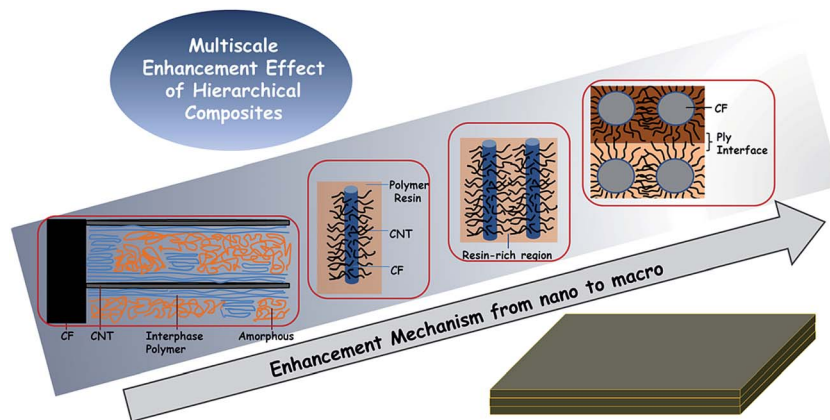 Multiscale
Enhancement Effect
of Hierarchical
Composites
CF
Ply
Interface
Polymer
Resin
CNT
CF
Resin-rich region
CF
CNT
Interphase
Polymer
Amorphous
Enhancement Mechanism from nano to macro